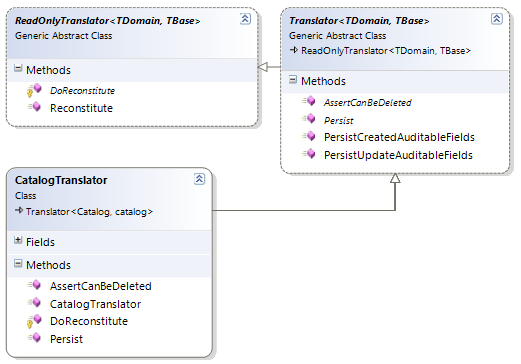 ReadOnlyTranslator<TDomain, TBase>
Generic Abstract Class
Methods
DoReconstitute
Reconstitute
Translator<TDomain, TBase>
Generic Abstract Class
ReadOnlyTranslator<TDomain, TBase>
Methods
AssertCanBeDeleted
Persist
PersistCreatedAuditableFields
PersistUpdateAuditableFields
CatalogTranslator
Class
Translator<Catalog, catalog>
Fields
Methods
AssertCanBeDeleted
CatalogTranslator
DoReconstitute
Persist